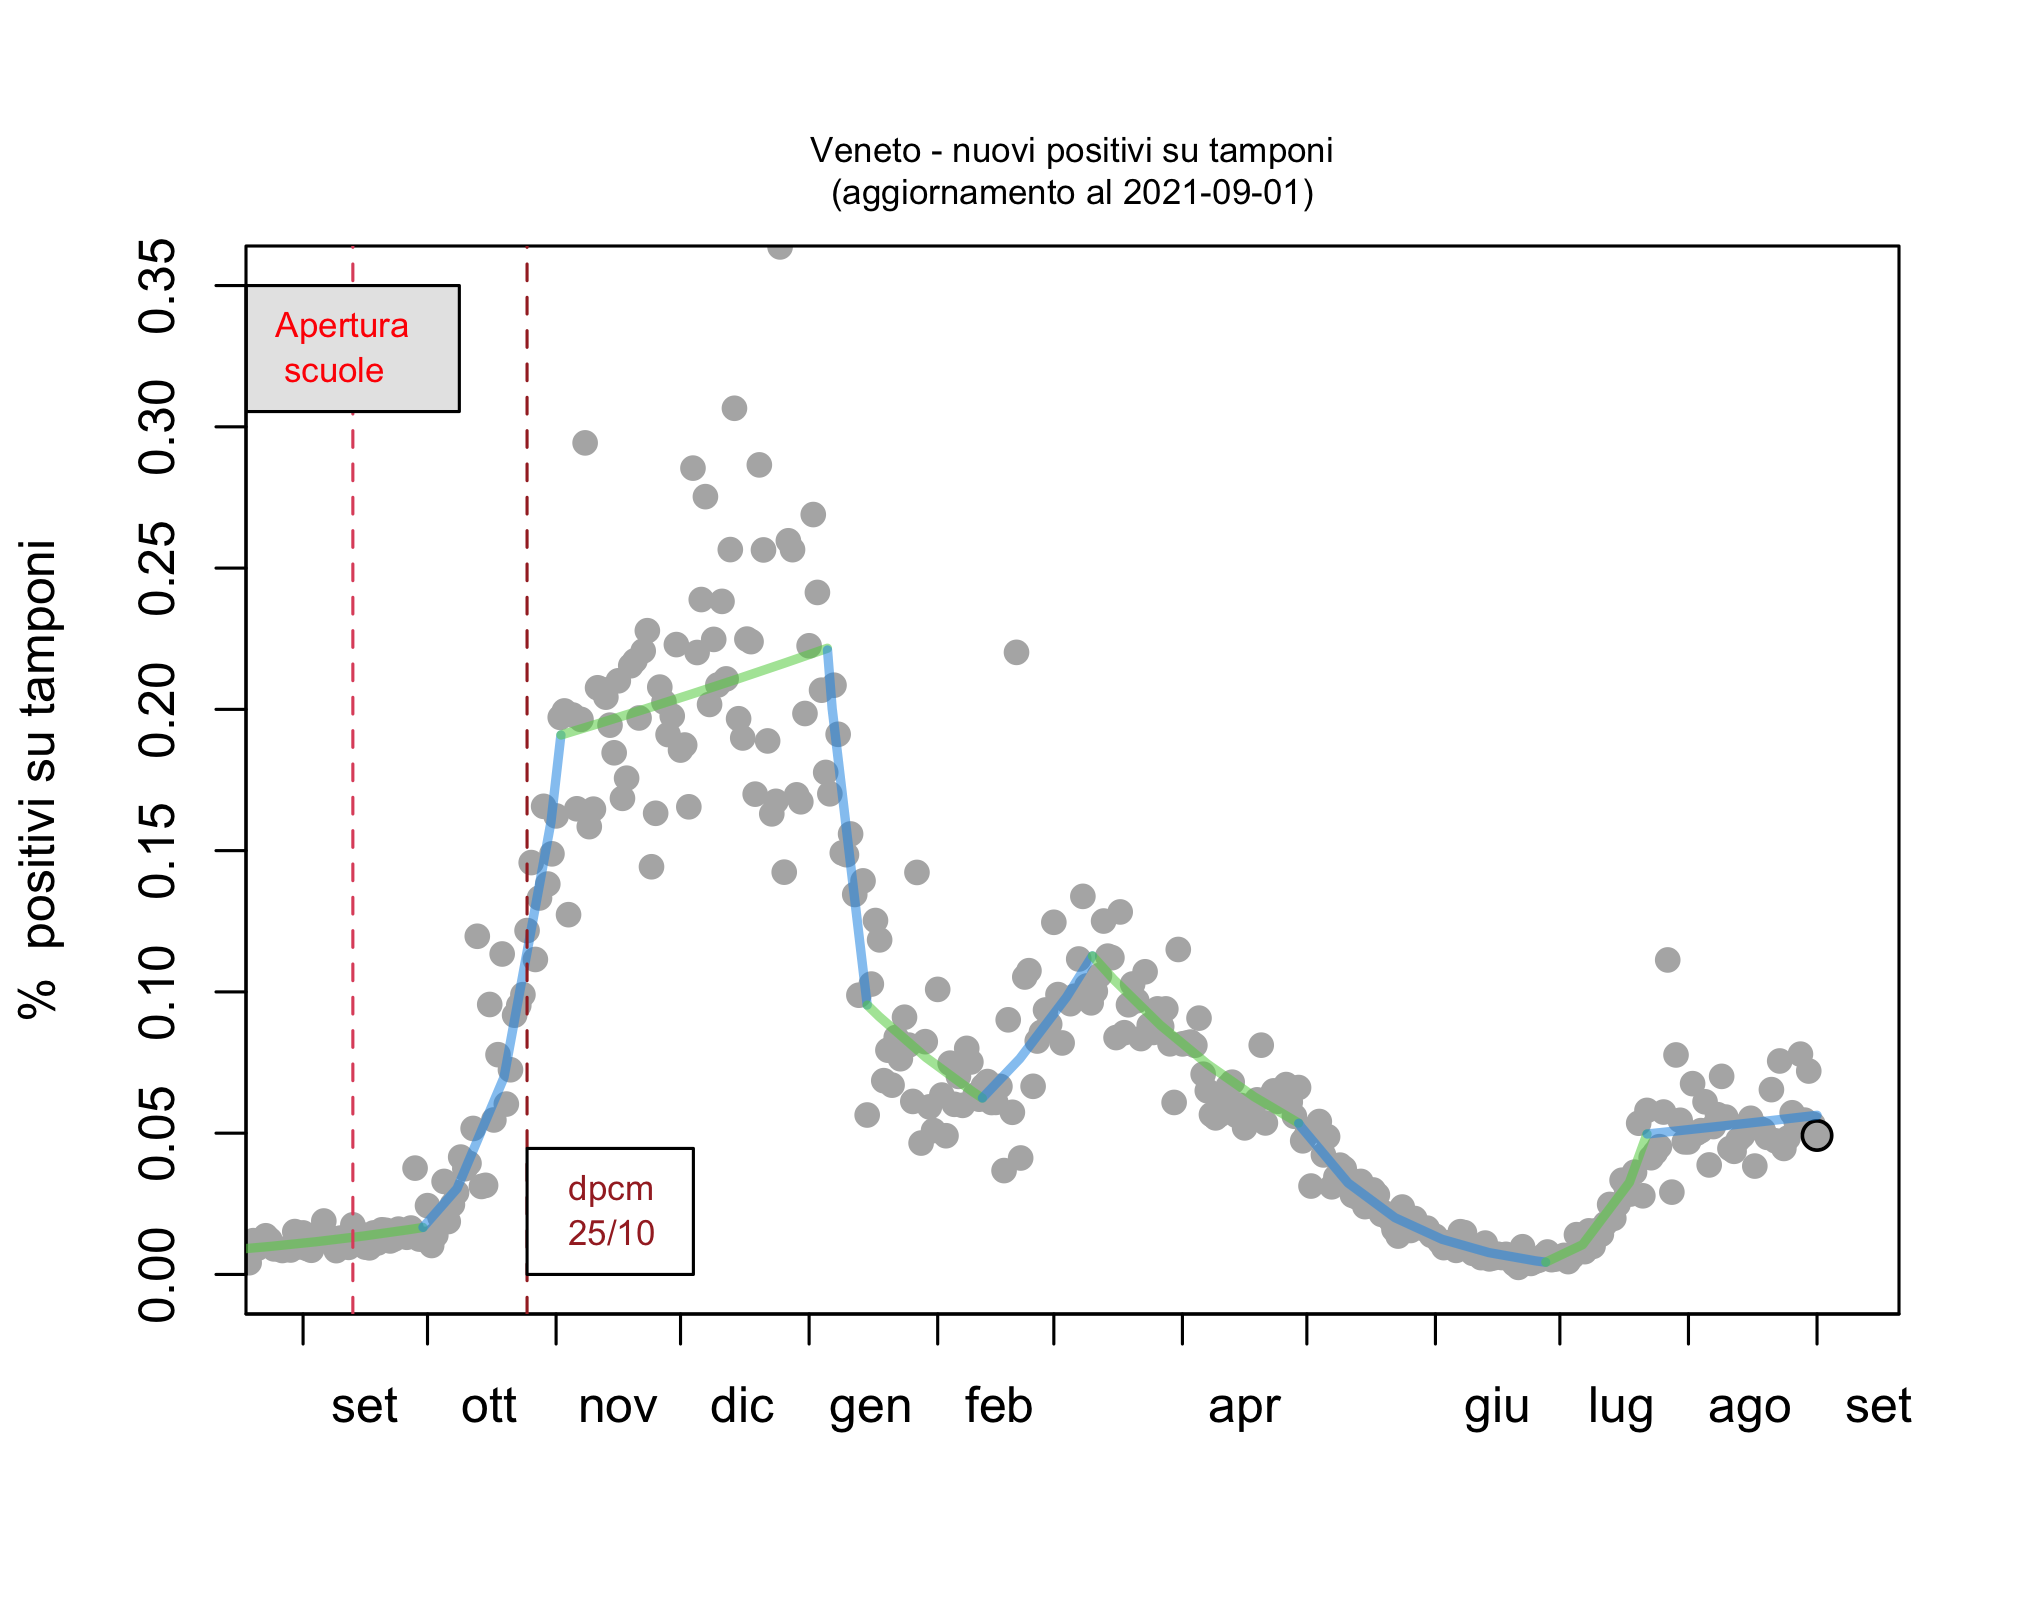 Veneto - nuovi positivi su tamponi
(aggiornamento al 2021-09-01)
% positivi su tamponi
0.35
0.30
0.25
0.20
0.15
0.10
0.05
0.00
Apertura
scuole
dpcm
25/10
set ott nov dic gen feb apr giu lug ago set